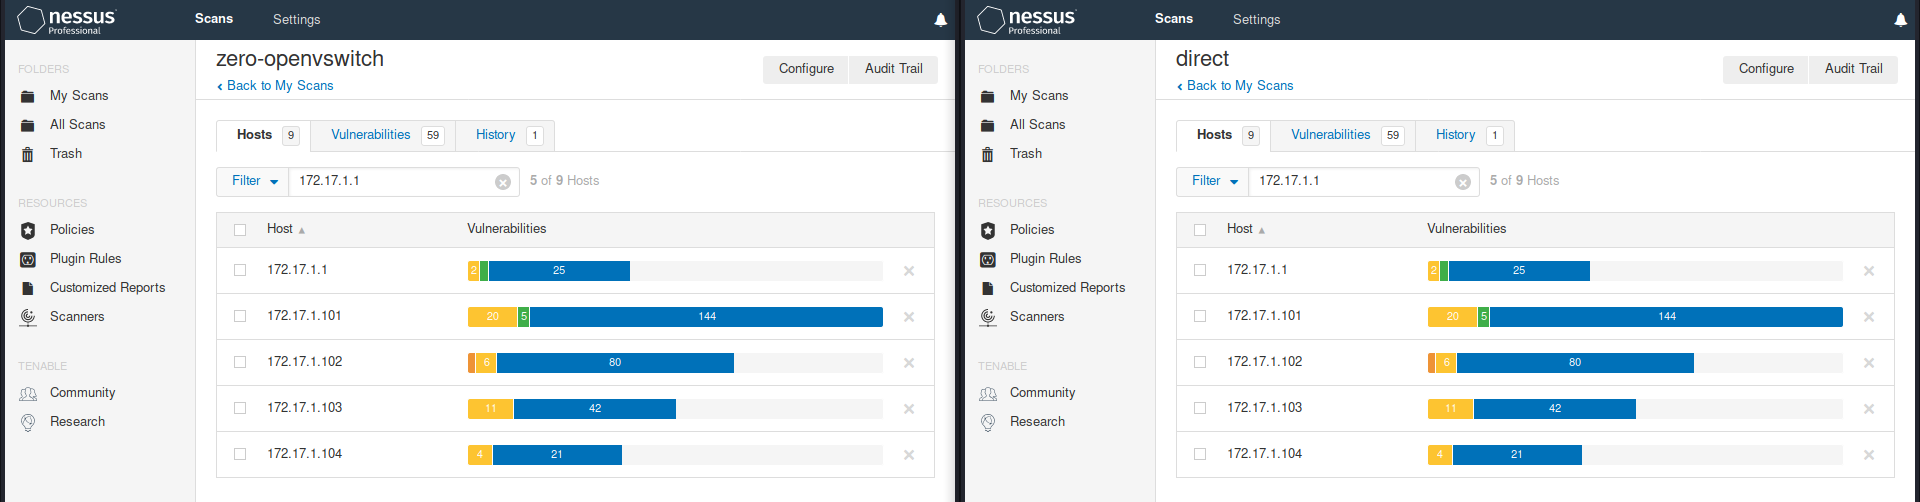 nessus
Professional
Scans
Settings
FOLDERS
My Scans
All Scans
Trash
RESOURCES
Policies
Plugin Rules
Customized Reports
Scanners
TENABLE
Community
Research
zero-openvswitch
Back to My Scans
Configure
Audit Trail
Hosts 9
Vulnerabilities 59
History 1
Filter
172.17.1.1
5 of 9 Hosts
Host
Vulnerabilities
172.17.1.1 2 25
172.17.1.101 20 5 144
172.17.1.102 6 80
172.17.1.103 11 42
172.17.1.104 4 21
nessus
Professional
Scans
Settings
FOLDERS
My Scans
All Scans
Trash
RESOURCES
Policies
Plugin Rules
Customized Reports
Scanners
TENABLE
Community
Research
direct
Back to My Scans
Configure
Audit Trail
Hosts 9
Vulnerabilities 59
History 1
Filter
172.17.1.1
5 of 9 Hosts
Host
Vulnerabilities
172.17.1.1 2 25
172.17.1.101 20 5 144
172.17.1.102 6 80
172.17.1.103 11 42
172.17.1.104 4 21